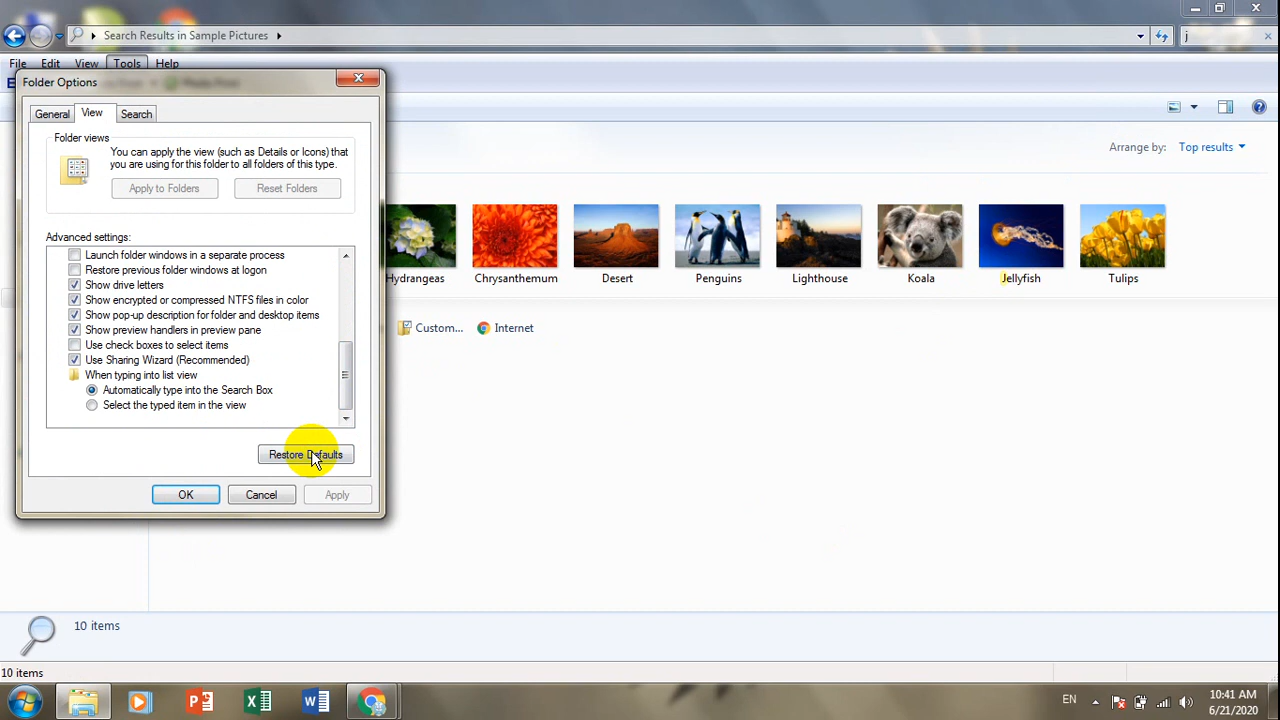 Search Results in Sample Pictures
j
File Edit View Tools Help
Folder Options
General View Search
Folder views
You can apply the view (such as Details or Icons) that
you are using for this folder to all folders of this type.
Apply to Folders Reset Folders
Advanced settings:
Launch folder windows in a separate process
Restore previous folder windows at logon
Show drive letters
Show encrypted or compressed NTFS files in color
Show pop-up description for folder and desktop items
Show preview handlers in preview pane
Use check boxes to select items
Use Sharing Wizard (Recommended)
When typing into list view
Automatically type into the Search Box
Select the typed item in the view
Restore Defaults
OK Cancel Apply
Arrange by: Top results
Hydrangeas Chrysanthemum Desert Penguins Lighthouse Koala Jellyfish Tulips
Custom... Internet
10 items
10 items
EN
10:41 AM
6/21/2020